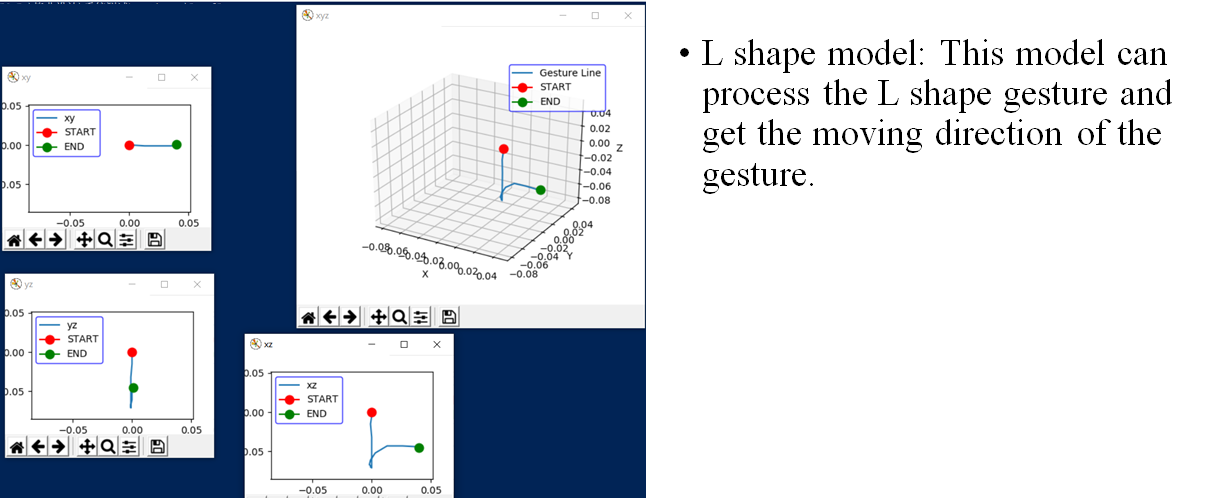 xyz
Gesture Line
START
END
0.04
0.02
0.00
−0.02
−0.04
−0.06
−0.08
Z
0.04
0.02
0.00
−0.02
−0.04
−0.06
−0.08
Y
−0.08
−0.06
−0.04
−0.02
0.00
0.02
0.04
X
xy
0.05
0.00
0.05
xy
START
END
−0.05 0.00 0.05
yz
0.05
0.00
0.05
yz
START
END
−0.05 0.00 0.05
xz
0.05
0.00
0.05
xz
START
END
−0.05 0.00 0.05
• L shape model: This model can
process the L shape gesture and
get the moving direction of the
gesture.